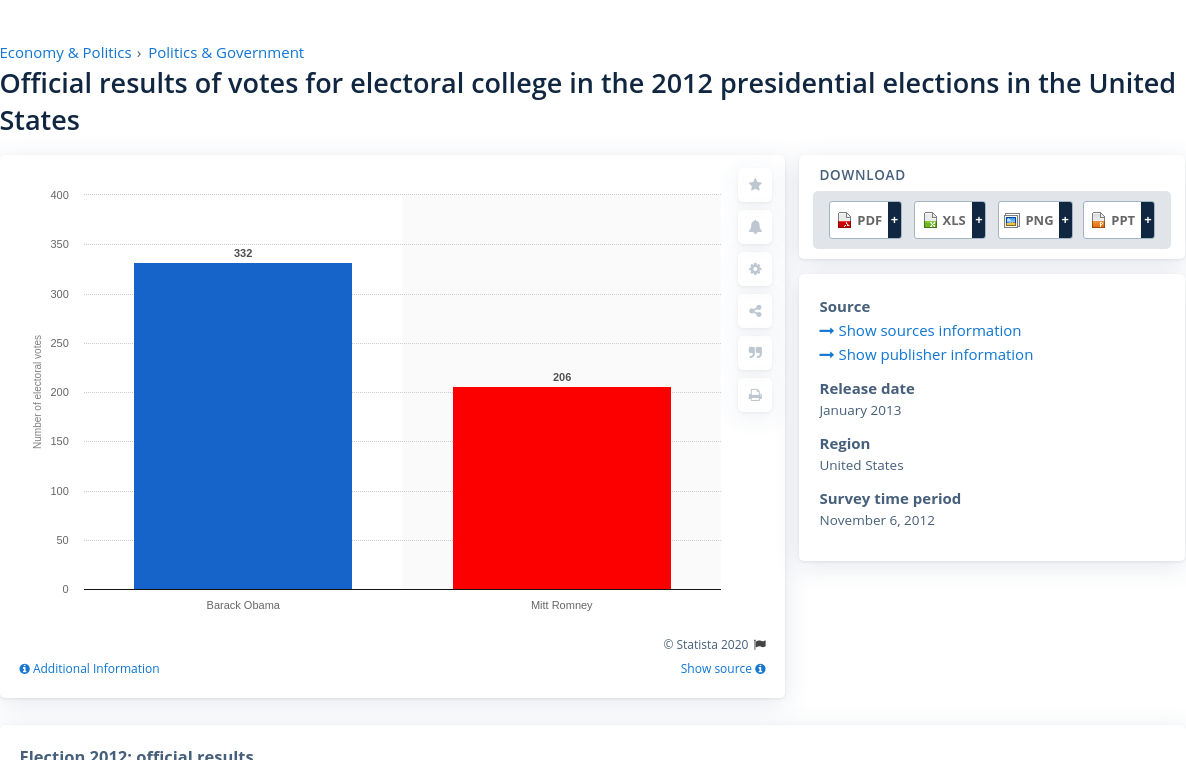 Economy & Politics › Politics & Government
Official results of votes for electoral college in the 2012 presidential elections in the United
States
400
350
300
250
200
150
100
50
0
Number of electoral votes
332
206
Barack Obama
Mitt Romney
© Statista 2020
Additional Information
Show source
DOWNLOAD
PDF +
XLS +
PNG +
PPT +
Source
Show sources information
Show publisher information
Release date
January 2013
Region
United States
Survey time period
November 6, 2012
Election 2012: official results